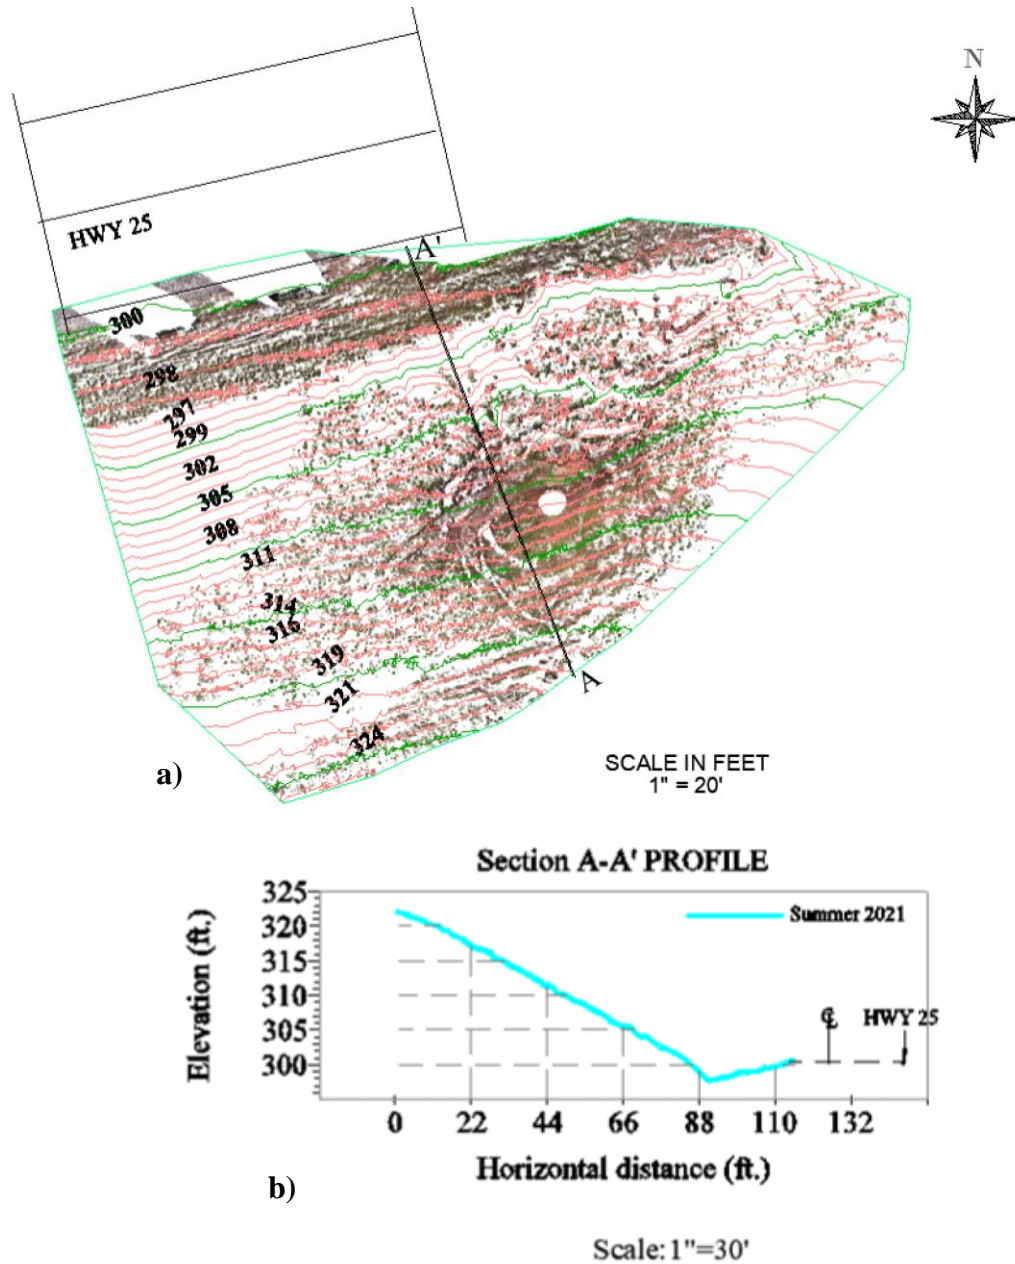 N
HWY 25
A'
300
298
297
299
302
305
308
311
314
316
319
321
324
A
a)
SCALE IN FEET
1" = 20'
Section A-A' PROFILE
Elevation (ft.)
325
320
315
310
305
300
Summer 2021
℄
HWY 25
0 22 44 66 88 110 132
Horizontal distance (ft.)
b)
Scale:1"=30'